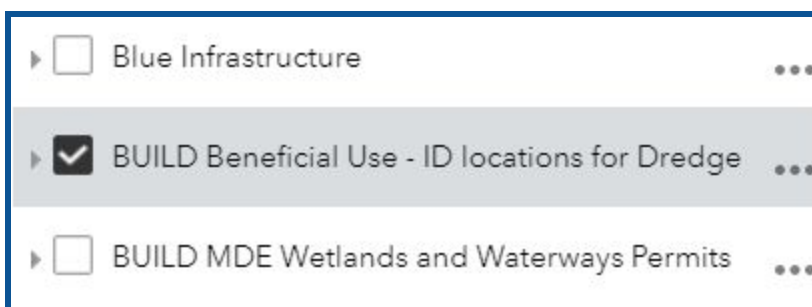 Blue Infrastructure
BUILD Beneficial Use - ID locations for Dredge
BUILD MDE Wetlands and Waterways Permits